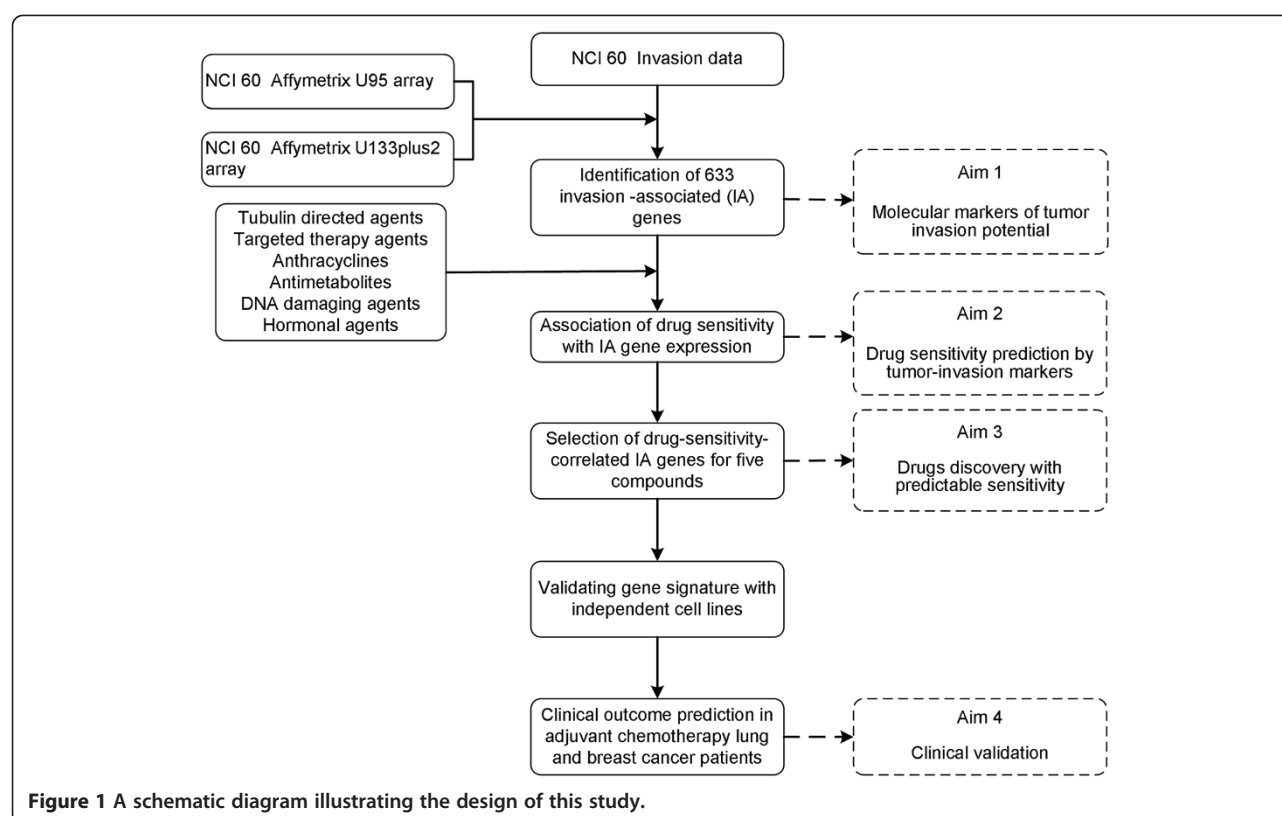 NCI 60 Invasion data
NCI 60 Affymetrix U95 array
NCI 60 Affymetrix U133plus2
array
Identification of 633
invasion -associated (IA)
genes
Aim 1
Molecular markers of tumor
invasion potential
Tubulin directed agents
Targeted therapy agents
Anthracyclines
Antimetabolites
DNA damaging agents
Hormonal agents
Association of drug sensitivity
with IA gene expression
Aim 2
Drug sensitivity prediction by
tumor-invasion markers
Selection of drug-sensitivity-
correlated IA genes for five
compounds
Aim 3
Drugs discovery with
predictable sensitivity
Validating gene signature with
independent cell lines
Clinical outcome prediction in
adjuvant chemotherapy lung
and breast cancer patients
Aim 4
Clinical validation
Figure 1 A schematic diagram illustrating the design of this study.